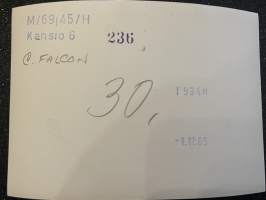 M/69/45/H
Kansio 6
236
C. FALCON
30,
-1.12.65